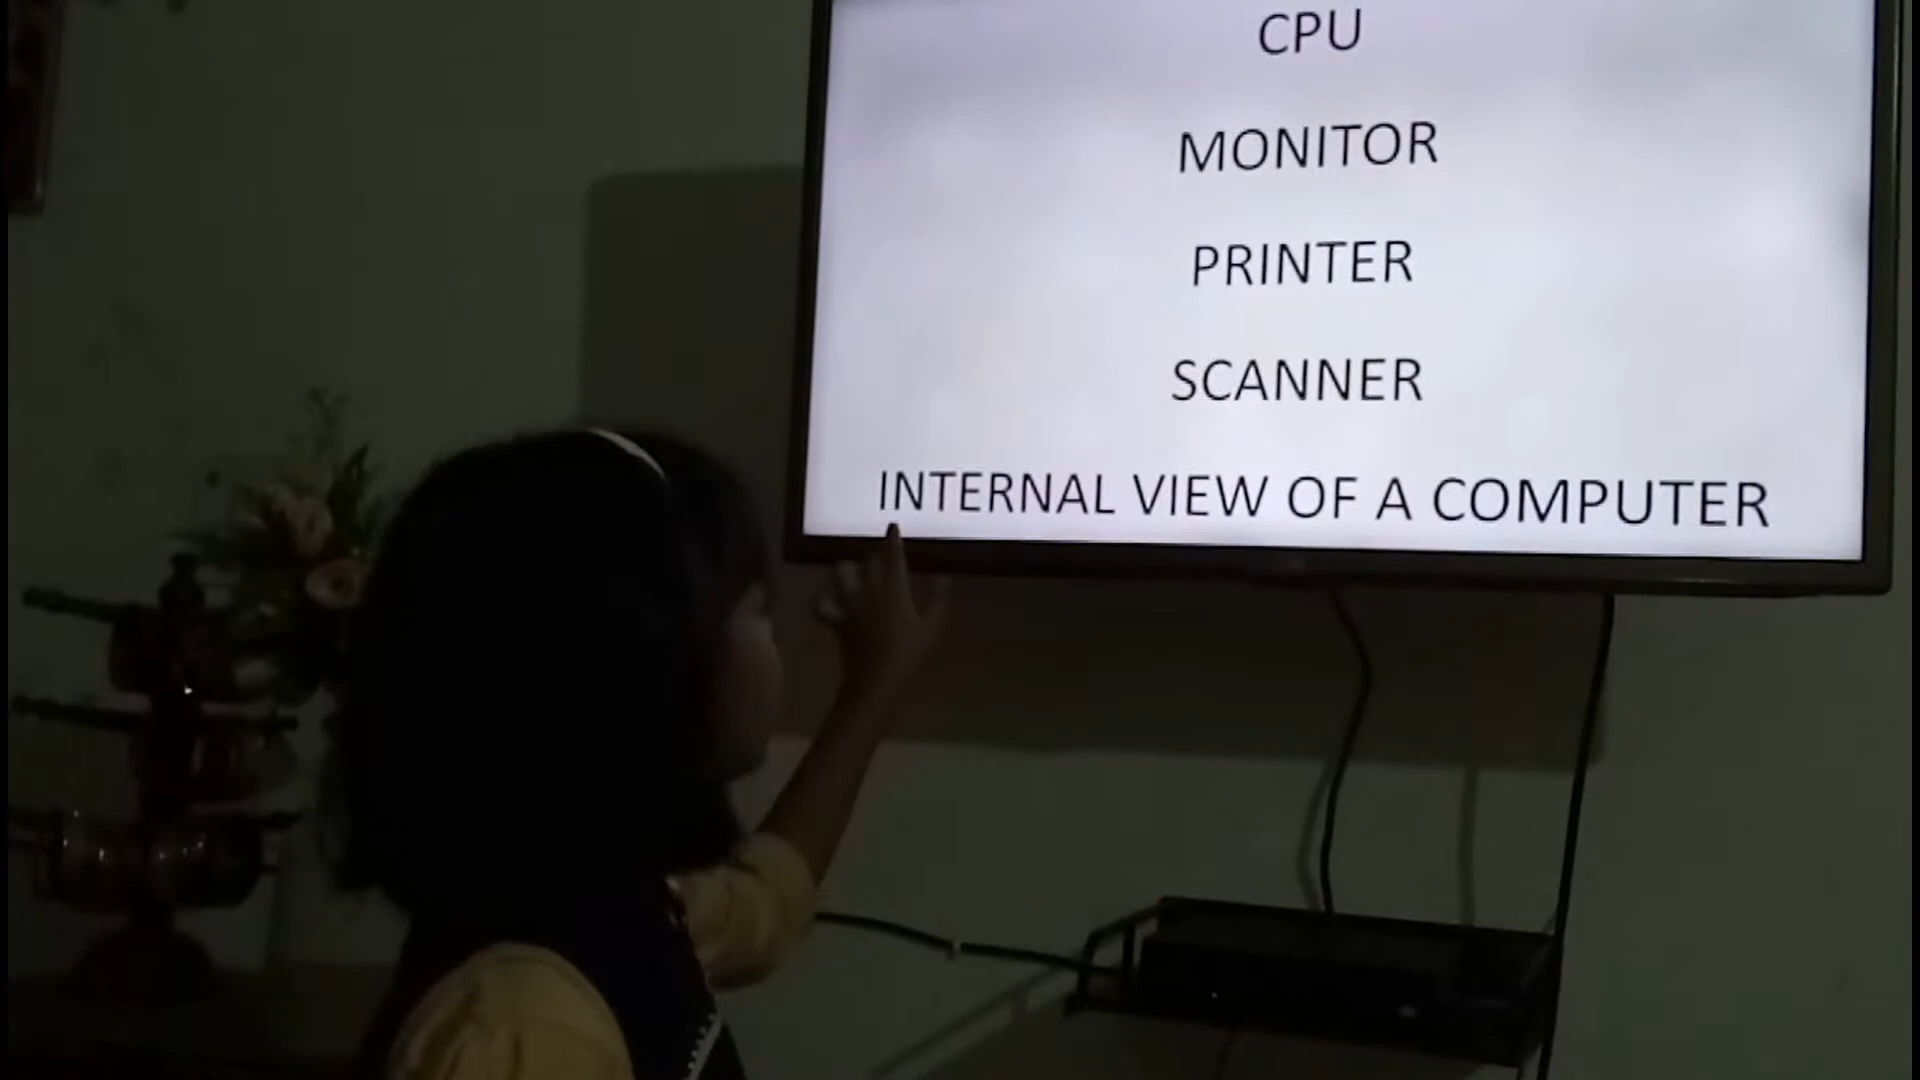 CPU
MONITOR
PRINTER
SCANNER
INTERNAL VIEW OF A COMPUTER